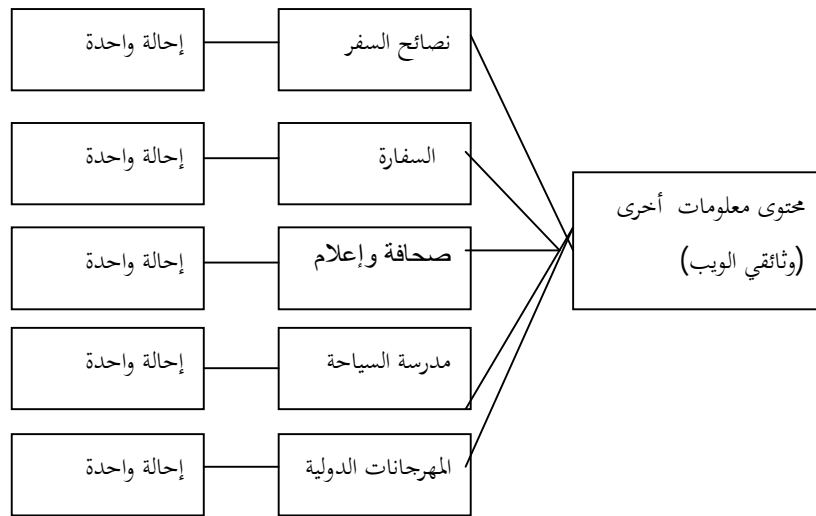 محتوى معلومات أخرى
(وثائقي الويب)
نصائح السفر
إحالة واحدة
السفارة
إحالة واحدة
صحافة وإعلام
إحالة واحدة
مدرسة السياحة
إحالة واحدة
المهرجانات الدولية
إحالة واحدة